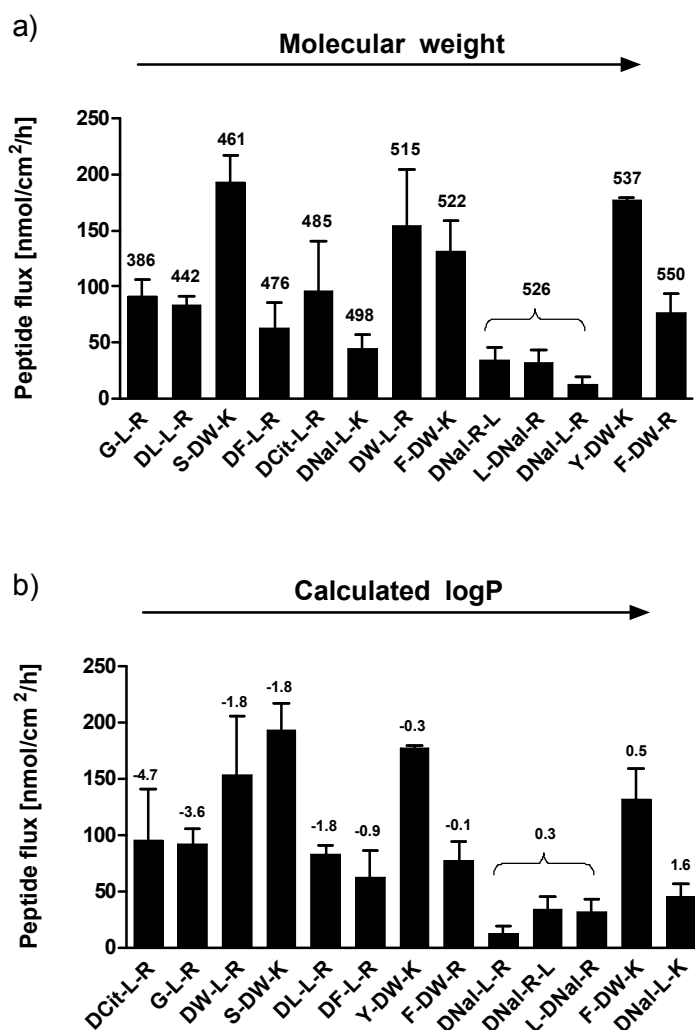 a)
Molecular weight
Peptide flux [nmol/cm²/h]
250
200
150
100
50
0
386
442
461
476
485
498
515
522
526
537
550
G-L-R
DL-L-R
S-DW-K
DF-L-R
DCit-L-R
DNal-L-K
DW-L-R
F-DW-K
DNal-R-L
L-DNal-R
DNal-L-R
Y-DW-K
F-DW-R
b)
Calculated logP
Peptide flux [nmol/cm ²/h]
250
200
150
100
50
0
-4.7
-3.6
-1.8
-1.8
-1.8
-0.9
-0.3
-0.1
0.3
0.5
1.6
DCit-L-R
G-L-R
DW-L-R
S-DW-K
DL-L-R
DF-L-R
Y-DW-K
F-DW-R
DNal-L-R
DNal-R-L
L-DNal-R
F-DW-K
DNal-L-K